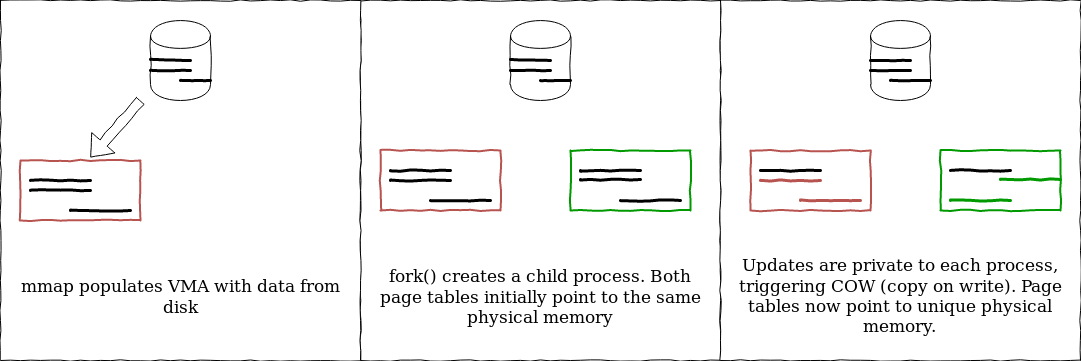 mmap populates VMA with data from
disk
fork() creates a child process. Both
page tables initially point to the same
physical memory
Updates are private to each process,
triggering COW (copy on write). Page
tables now point to unique physical
memory.